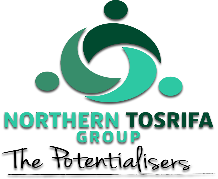 NORTHERN TOSRIFA
GROUP
The Potentialisers